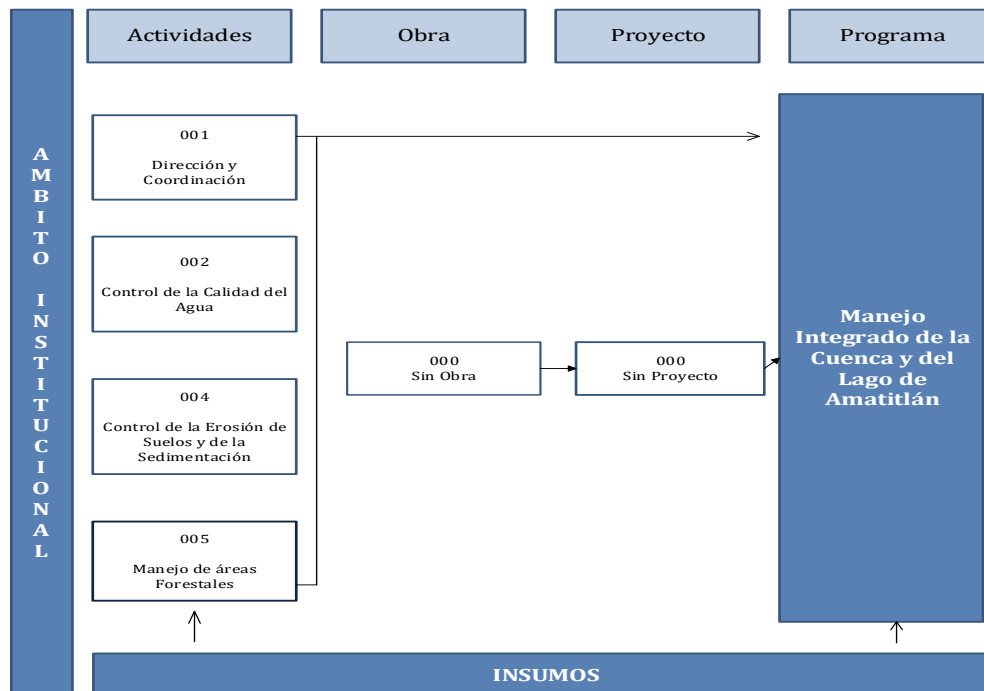 Actividades
Obra
Proyecto
Programa
AMBITO INSTITUCIONAL
001
Dirección y
Coordinación
002
Control de la Calidad del
Agua
004
Control de la Erosión de
Suelos y de la
Sedimentación
005
Manejo de áreas
Forestales
000
Sin Obra
000
Sin Proyecto
Manejo
Integrado de la
Cuenca y del
Lago de
Amatitlán
INSUMOS